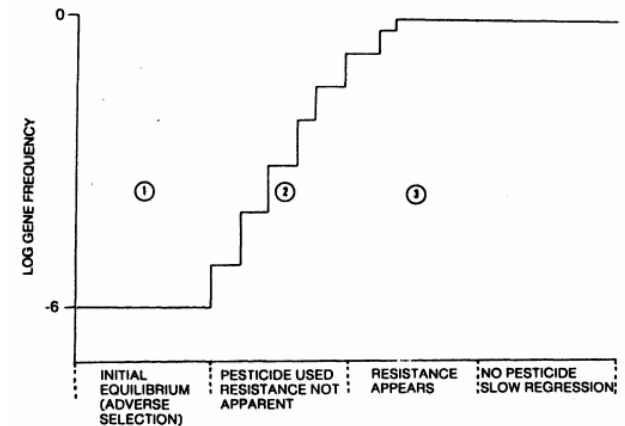 0
LOG GENE FREQUENCY
-6
1
2
3
INITIAL
EQUILIBRIUM
(ADVERSE
SELECTION)
PESTICIDE USED
RESISTANCE NOT
APPARENT
RESISTANCE
APPEARS
NO PESTICIDE
SLOW REGRESSION